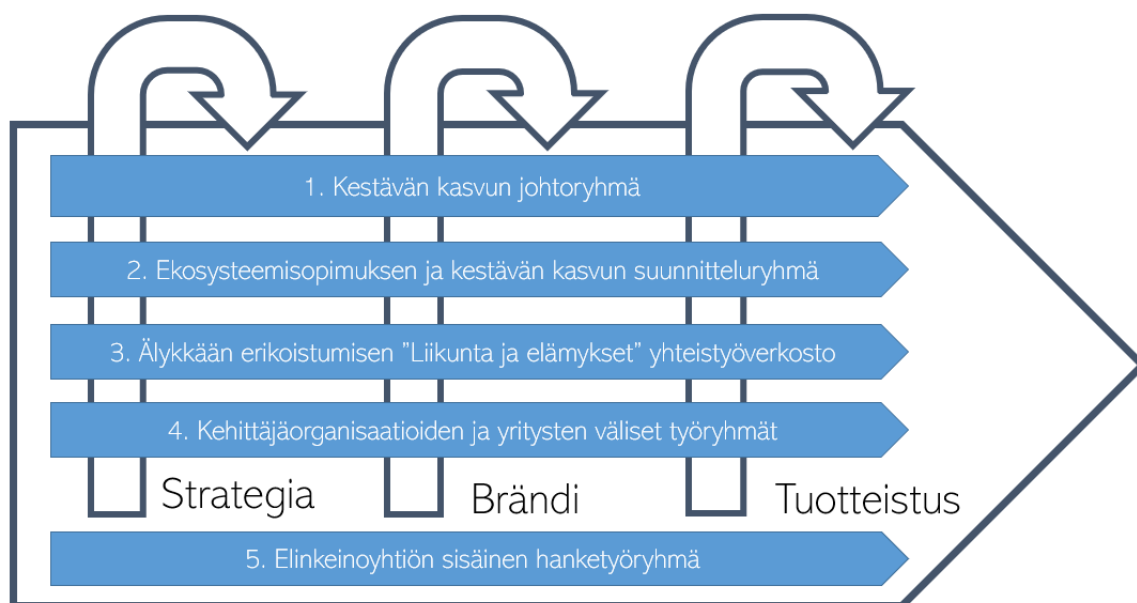 1. Kestävän kasvun johtoryhmä
2. Ekosysteemisopimuksen ja kestävän kasvun suunnitteluryhmä
3. Älykkään erikoistumisen ”Liikunta ja elämykset” yhteistyöverkosto
4. Kehittäjäorganisaatioiden ja yritysten väliset työryhmät
Strategia
Brändi
Tuotteistus
5. Elinkeinoyhtiön sisäinen hanketyöryhmä